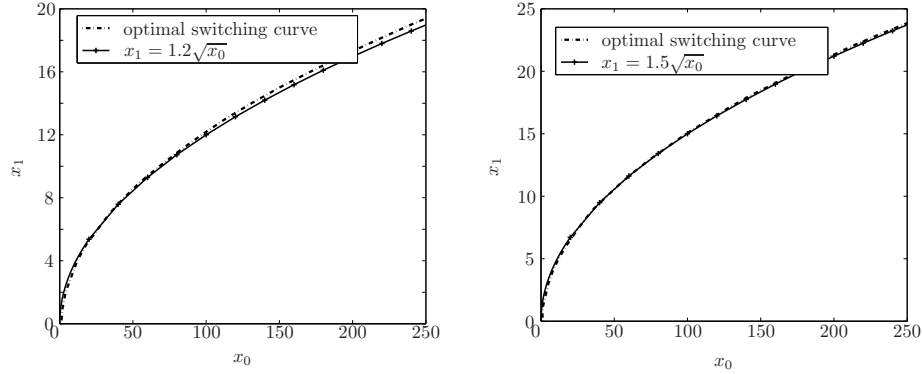 20
16
12
8
4
0
x₁
optimal switching curve
x₁ = 1.2√x₀
0 50 100 150 200 250
x₀
25
20
15
10
5
0
x₁
optimal switching curve
x₁ = 1.5√x₀
0 50 100 150 200 250
x₀